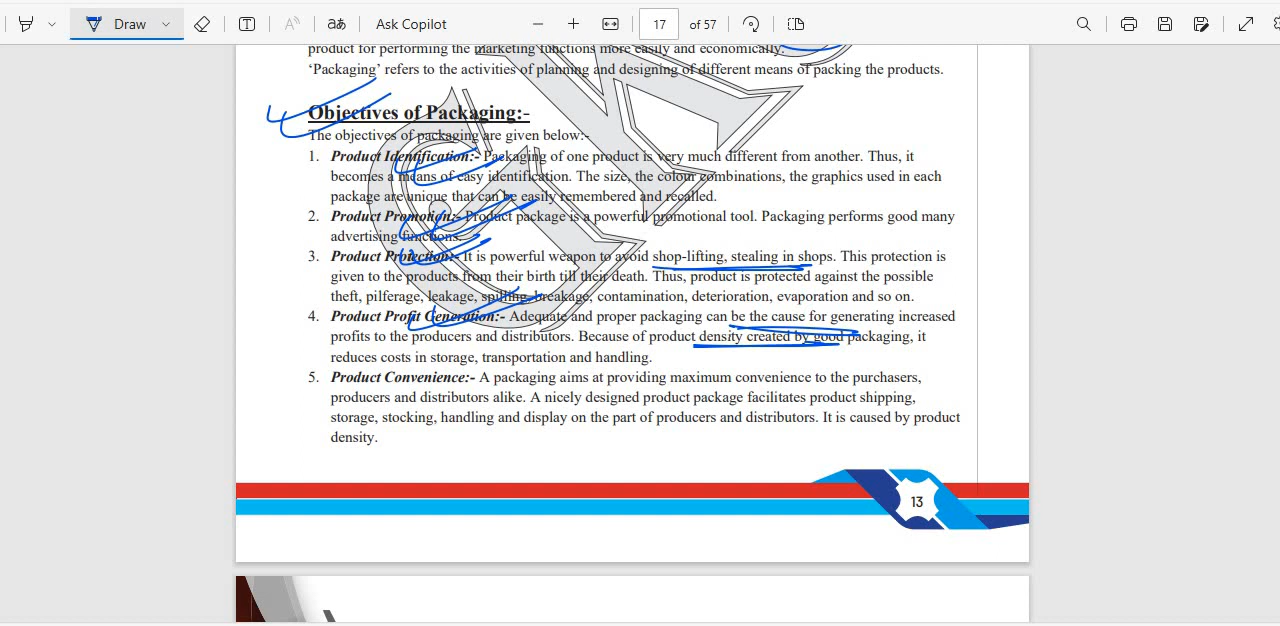 Draw
Ask Copilot
17 of 57
product for performing the marketing functions more easily and economically.
‘Packaging’ refers to the activities of planning and designing of different means of packing the products.
Objectives of Packaging:-
The objectives of packaging are given below:-
1. Product Identification:- Packaging of one product is very much different from another. Thus, it
becomes a means of easy identification. The size, the colour combinations, the graphics used in each
package are unique that can be easily remembered and recalled.
2. Product Promotion:- Product package is a powerful promotional tool. Packaging performs good many
advertising functions.
3. Product Protection:- It is powerful weapon to avoid shop-lifting, stealing in shops. This protection is
given to the products from their birth till their death. Thus, product is protected against the possible
theft, pilferage, leakage, spilling, breakage, contamination, deterioration, evaporation and so on.
4. Product Profit Generation:- Adequate and proper packaging can be the cause for generating increased
profits to the producers and distributors. Because of product density created by good packaging, it
reduces costs in storage, transportation and handling.
5. Product Convenience:- A packaging aims at providing maximum convenience to the purchasers,
producers and distributors alike. A nicely designed product package facilitates product shipping,
storage, stocking, handling and display on the part of producers and distributors. It is caused by product
density.
13